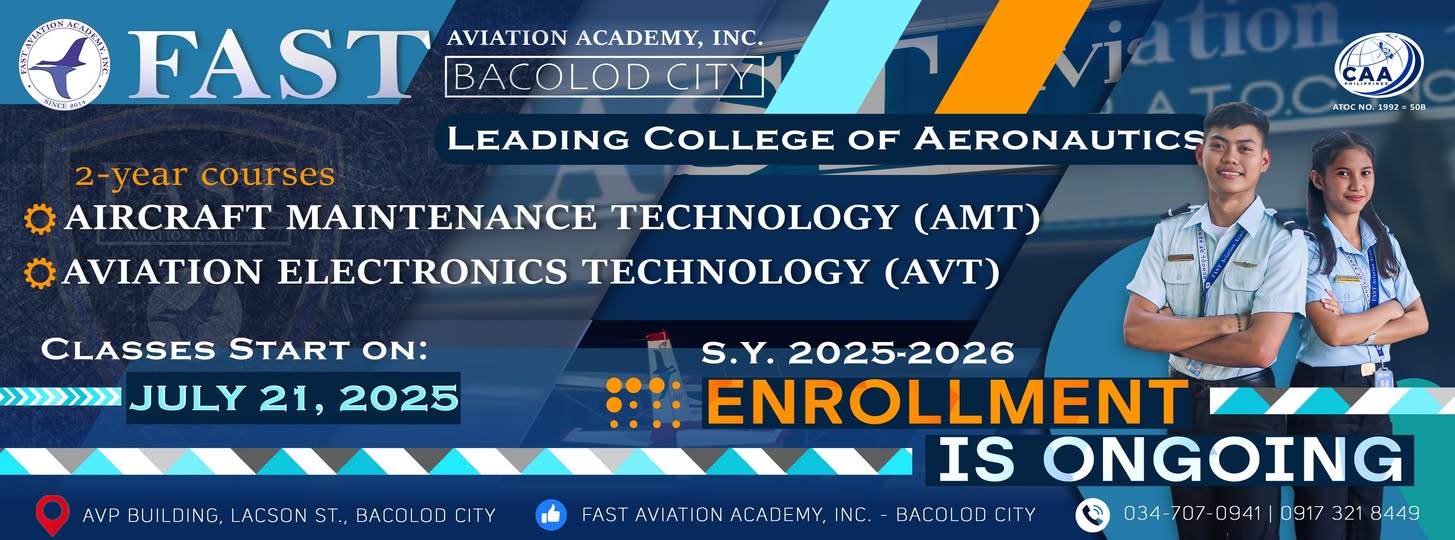 FAST AVIATION ACADEMY, INC.
SINCE 2014
FAST
AVIATION ACADEMY, INC.
BACOLOD CITY
Aviation
A.T.O.C.
CAA
PHILIPPINES
ATOC NO. 1992 = 50B
LEADING COLLEGE OF AERONAUTICS
2-year courses
AIRCRAFT MAINTENANCE TECHNOLOGY (AMT)
AVIATION ELECTRONICS TECHNOLOGY (AVT)
CLASSES START ON:
JULY 21, 2025
S.Y. 2025-2026
ENROLLMENT
IS ONGOING
AVP BUILDING, LACSON ST., BACOLOD CITY
FAST AVIATION ACADEMY, INC. - BACOLOD CITY
034-707-0941 | 0917 321 8449